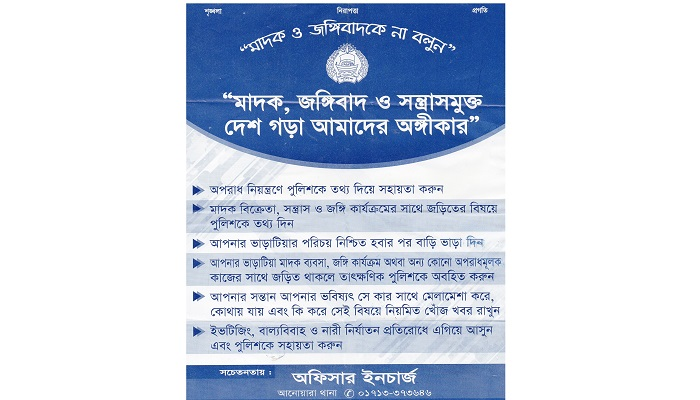 শৃঙ্খলা নিরাপত্তা প্রগতি
“মাদক ও জঙ্গিবাদকে না বলুন”
“মাদক, জঙ্গিবাদ ও সন্ত্রাসমুক্ত
দেশ গড়া আমাদের অঙ্গীকার”
অপরাধ নিয়ন্ত্রণে পুলিশকে তথ্য দিয়ে সহায়তা করুন
মাদক বিক্রেতা, সন্ত্রাস ও জঙ্গি কার্যক্রমের সাথে জড়িতের বিষয়ে
পুলিশকে তথ্য দিন
আপনার ভাড়াটিয়ার পরিচয় নিশ্চিত হবার পর বাড়ি ভাড়া দিন
আপনার ভাড়াটিয়া মাদক ব্যবসা, জঙ্গি কার্যক্রম অথবা অন্য কোনো অপরাধমূলক
কাজের সাথে জড়িত থাকলে তাৎক্ষণিক পুলিশকে অবহিত করুন
আপনার সন্তান আপনার ভবিষ্যৎ সে কার সাথে মেলামেশা করে,
কোথায় যায় এবং কি করে সেই বিষয়ে নিয়মিত খোঁজ খবর রাখুন
ইভটিজিং, বাল্যবিবাহ ও নারী নির্যাতন প্রতিরোধে এগিয়ে আসুন
এবং পুলিশকে সহায়তা করুন
সচেতনতায় : অফিসার ইনচার্জ
আনোয়ারা থানা ✆ ০১৭১৩-৩৭৩৬৪৬